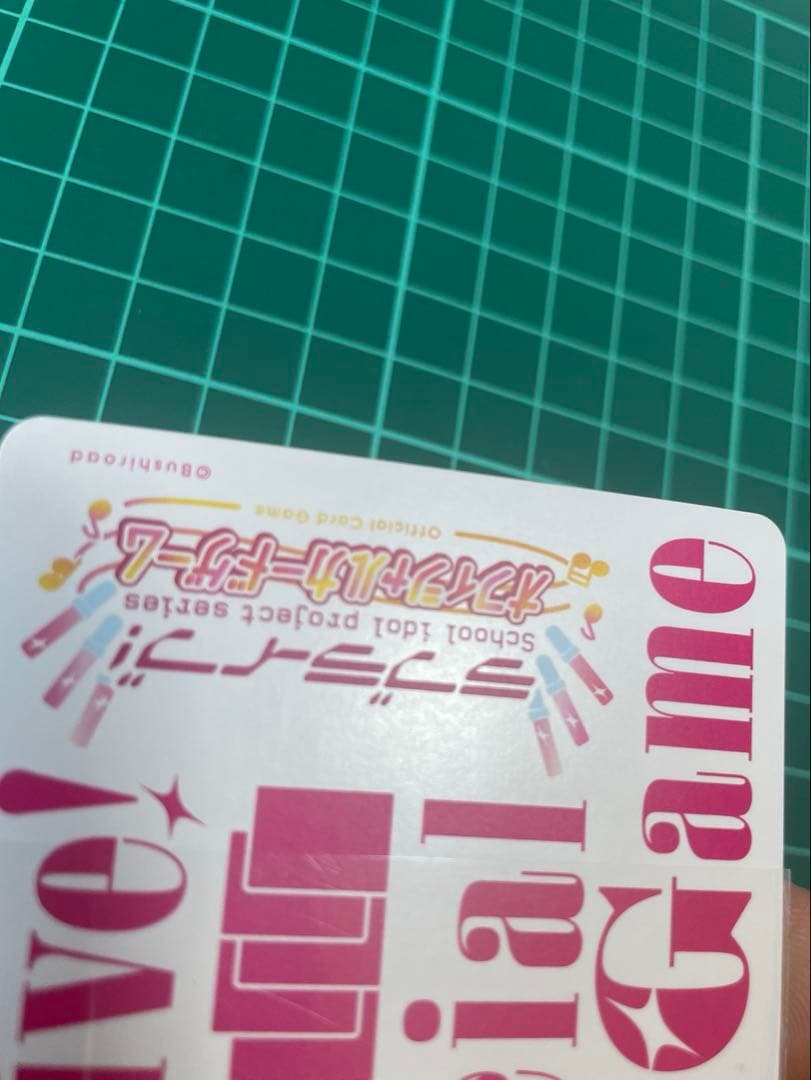 ラブライブ!
School idol project series
オフィシャルカードゲーム
Official Card Game
©Bushiroad
ive!
cial
Game